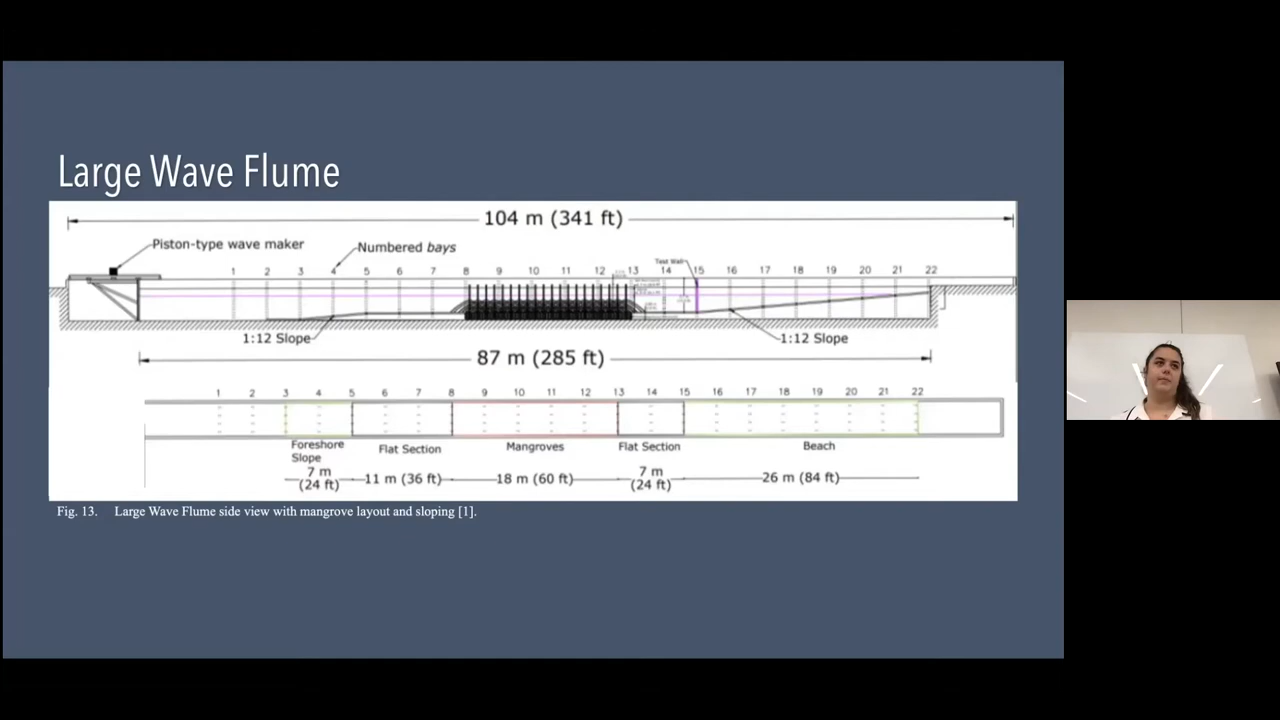 Large Wave Flume
104 m (341 ft)
Piston-type wave maker
Numbered bays
Test Wall
1 2 3 4 5 6 7 8 9 10 11 12 13 14 15 16 17 18 19 20 21 22
1:12 Slope
1:12 Slope
87 m (285 ft)
1 2 3 4 5 6 7 8 9 10 11 12 13 14 15 16 17 18 19 20 21 22
Foreshore
Slope
Flat Section
Mangroves
Flat Section
Beach
7 m
(24 ft)
11 m (36 ft)
18 m (60 ft)
7 m
(24 ft)
26 m (84 ft)
Fig. 13. Large Wave Flume side view with mangrove layout and sloping [1].